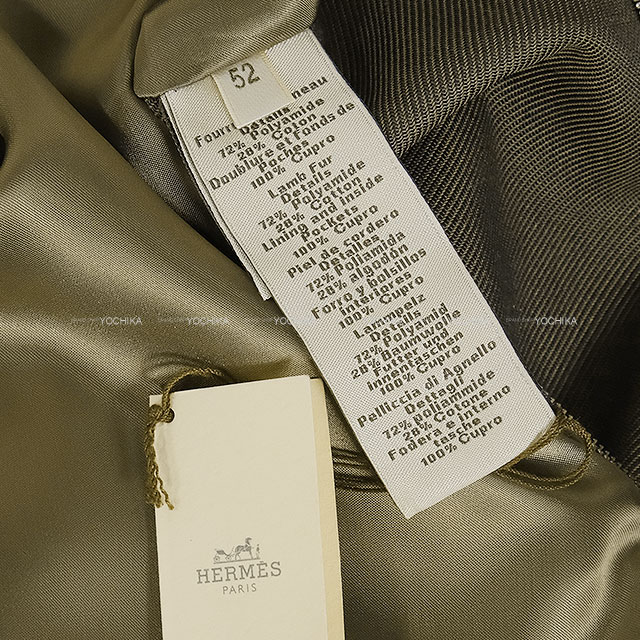 52
neau
Détails
72% Polyamide
28% Coton
Doublure et Fonds de
Poches
100% Cupro
Lamb Fur
Details
72% Polyamide
28% Cotton
Lining and inside
Pockets
100% Cupro
Piel de cordero
Detalles
72% Poliamida
28% algodón
Forro y bolsillos
interiores
100% Cupro
Lammpelz
Details
72% Polyamid
28% Baumwolle
Futter und
innentaschen
100% Cupro
Pelliccia di Agnello
Dettagli
72% poliammide
28% Cotone
Fodera e interno
tasche
100% Cupro
HERMÈS
PARIS
YOCHIKA YOCHIKA YOCHIKA YOCHIKA